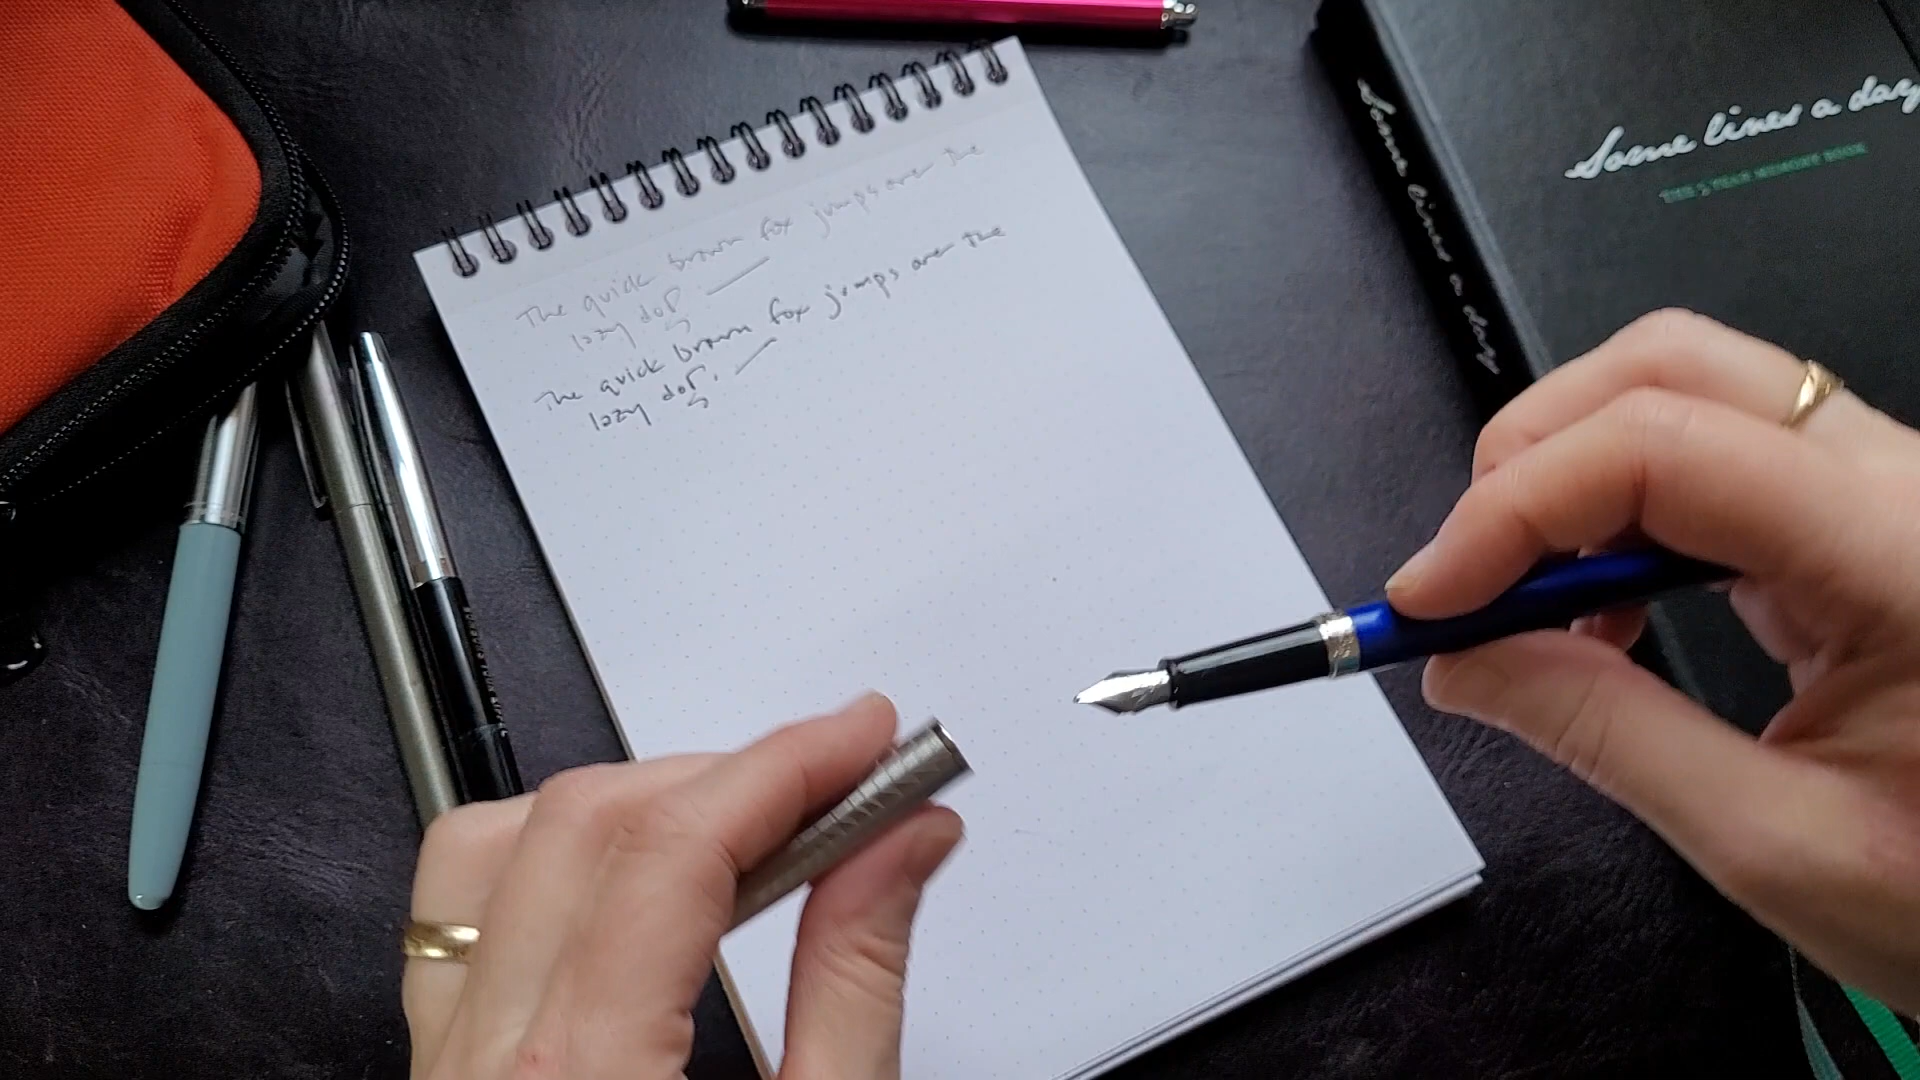 The quick brown fox jumps over the
lazy dog.
The quick brown fox jumps over the
lazy dog.
Some lines a day
Some lines a day
THE 5 YEAR MEMORY BOOK